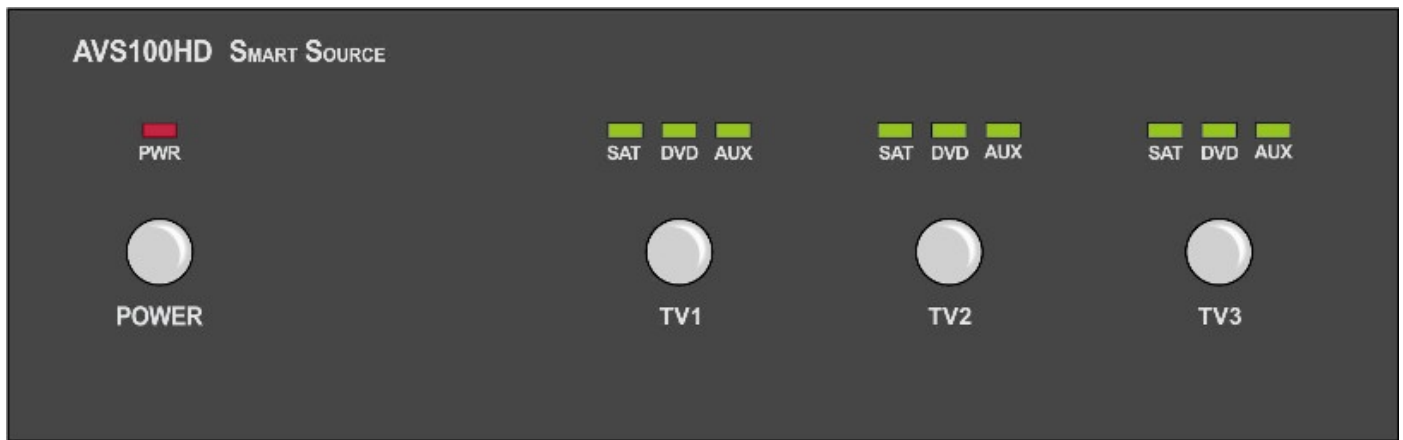 AVS100HD SMART SOURCE
PWR
SAT DVD AUX
SAT DVD AUX
SAT DVD AUX
POWER
TV1
TV2
TV3